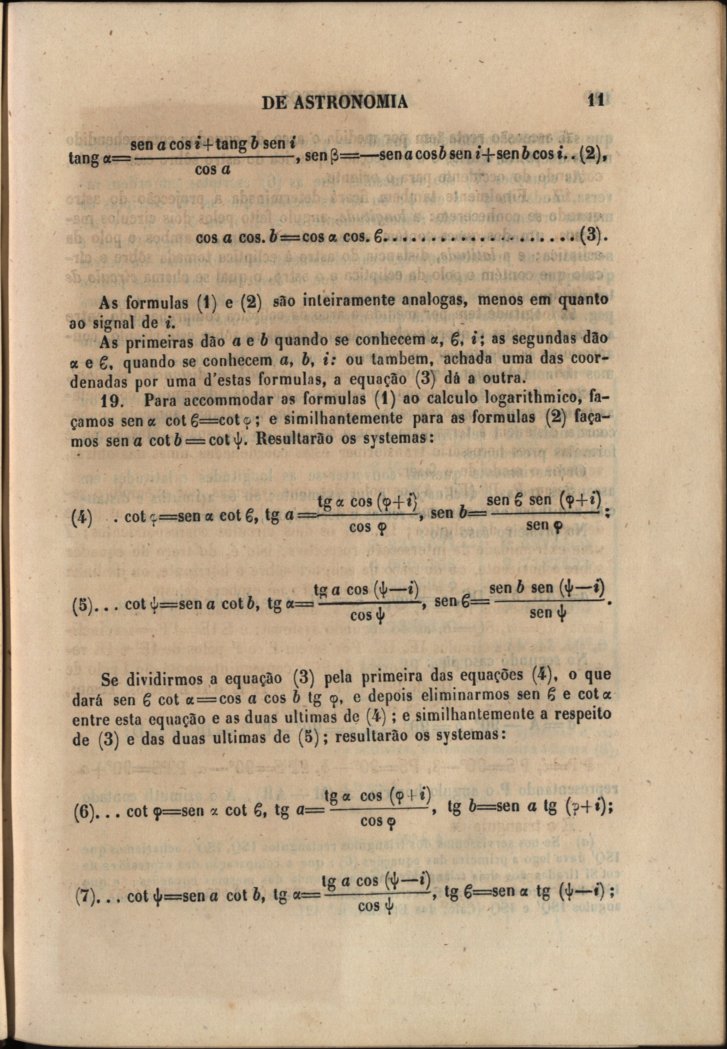 DE ASTRONOMIA 11
tang α= (sen a cos i+tang b sen i)/(cos a), sen β=—sen a cos b sen i+sen b cos i.. (2),
cos a cos. b=cos α cos. ϐ.....................(3).
As formulas (1) e (2) são inteiramente analogas, menos em quanto
ao signal de i.
As primeiras dão a e b quando se conhecem α, ϐ, i; as segundas dão
α e ϐ, quando se conhecem a, b, i: ou tambem, achada uma das coor-
denadas por uma d'estas formulas, a equação (3) dá a outra.
19. Para accommodar as formulas (1) ao calculo logarithmico, fa-
çamos sen α cot ϐ=cot φ; e similhantemente para as formulas (2) faça-
mos sen a cot b=cot ψ. Resultarão os systemas:
(4) . cot φ=sen α cot ϐ, tg a= (tg α cos (φ+i))/(cos φ), sen b= (sen ϐ sen (φ+i))/(sen φ);
(5)... cot ψ=sen a cot b, tg α= (tg a cos (ψ—i))/(cos ψ), sen ϐ= (sen b sen (ψ—i))/(sen ψ).
Se dividirmos a equação (3) pela primeira das equações (4), o que
dará sen ϐ cot α=cos a cos b tg φ, e depois eliminarmos sen ϐ e cot α
entre esta equação e as duas ultimas de (4); e similhantemente a respeito
de (3) e das duas ultimas de (5); resultarão os systemas:
(6)... cot φ=sen α cot ϐ, tg a= (tg α cos (φ+i))/(cos φ), tg b=sen a tg (φ+i);
(7)... cot ψ=sen a cot b, tg α= (tg a cos (ψ—i))/(cos ψ), tg ϐ=sen α tg (ψ—i);